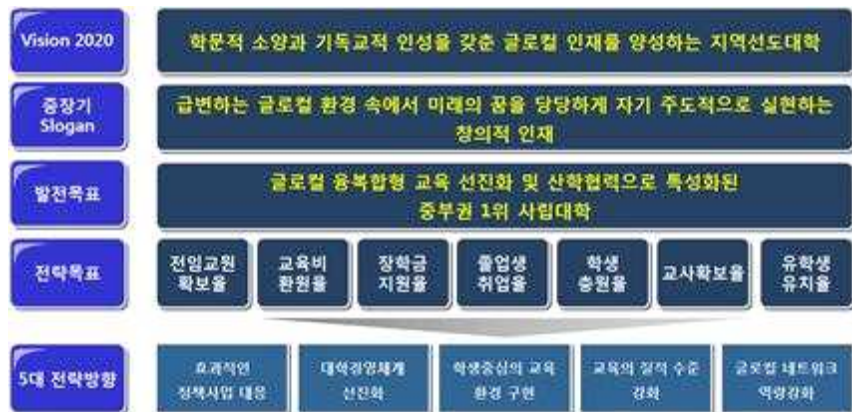 Vision 2020
학문적 소양과 기독교적 인성을 갖춘 글로컬 인재를 양성하는 지역선도대학
중장기
Slogan
급변하는 글로컬 환경 속에서 미래의 꿈을 당당하게 자기 주도적으로 실현하는
창의적 인재
발전목표
글로컬 융복합형 교육 선진화 및 산학협력으로 특성화된
중부권 1위 사립대학
전략목표
전임교원
확보율
교육비
환원율
장학금
지원율
졸업생
취업율
학생
충원율
교사확보율
유학생
유치율
5대 전략방향
효과적인
정책사업 대응
대학경영체계
선진화
학생중심의 교육
환경 구현
교육의 질적 수준
강화
글로컬 네트워크
역량강화